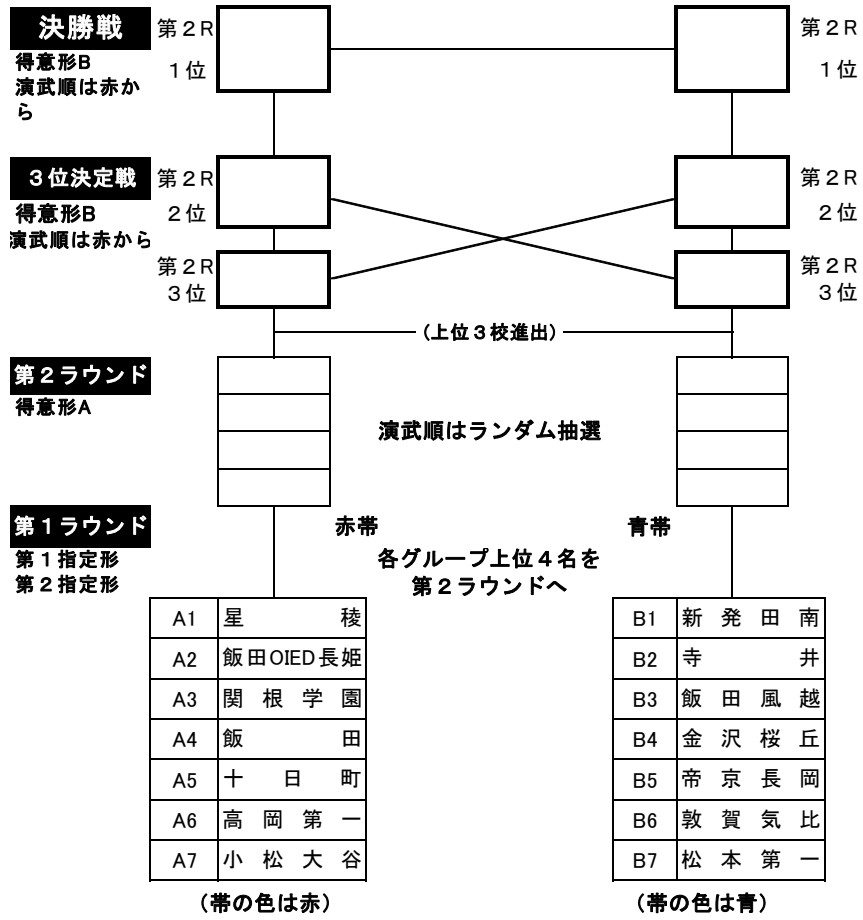 決勝戦 第２R 第２R
得意形B １位 １位
演武順は赤か
ら
３位決定戦 第２R 第２R
得意形B ２位 ２位
演武順は赤から
第２R 第２R
３位 ３位
（上位３校進出）
第２ラウンド
得意形A
演武順はランダム抽選
第１ラウンド 赤帯 青帯
第１指定形 各グループ上位４名を
第２指定形 第２ラウンドへ
A1 星稜 B1 新発田南
A2 飯田OIED長姫 B2 寺井
A3 関根学園 B3 飯田風越
A4 飯田 B4 金沢桜丘
A5 十日町 B5 帝京長岡
A6 高岡第一 B6 敦賀気比
A7 小松大谷 B7 松本第一
（帯の色は赤） （帯の色は青）